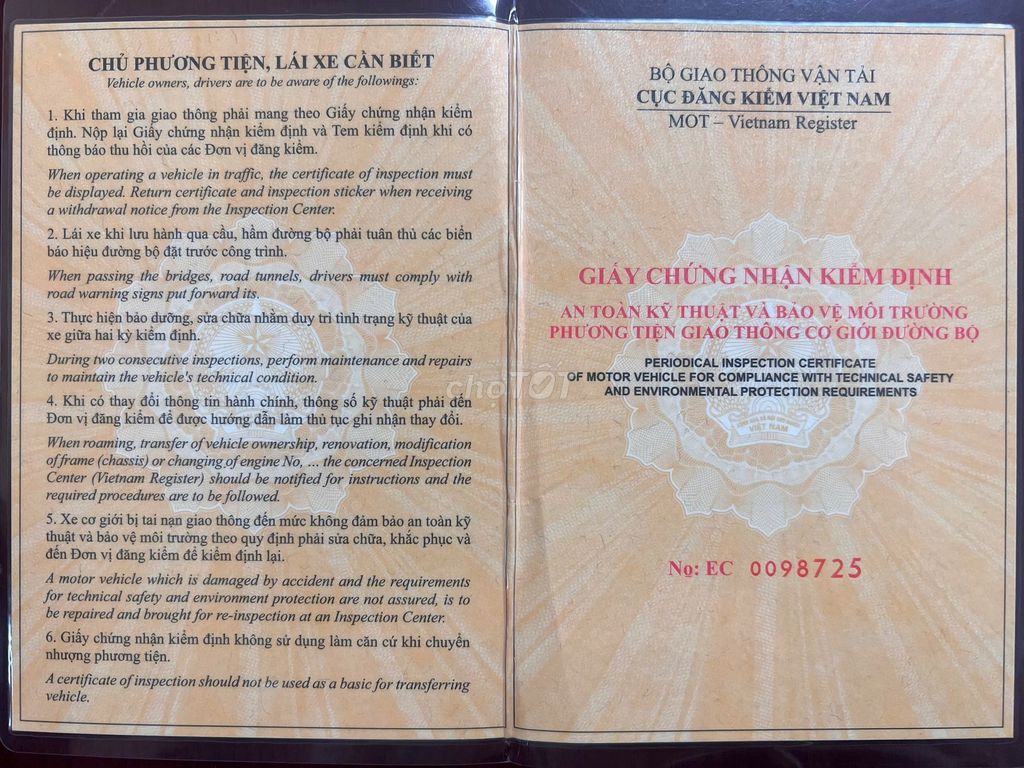 CHỦ PHƯƠNG TIỆN, LÁI XE CẦN BIẾT
Vehicle owners, drivers are to be aware of the followings:
1. Khi tham gia giao thông phải mang theo Giấy chứng nhận kiểm
định. Nộp lại Giấy chứng nhận kiểm định và Tem kiểm định khi có
thông báo thu hồi của các Đơn vị đăng kiểm.
When operating a vehicle in traffic, the certificate of inspection must
be displayed. Return certificate and inspection sticker when receiving
a withdrawal notice from the Inspection Center.
2. Lái xe khi lưu hành qua cầu, hầm đường bộ phải tuân thủ các biển
báo hiệu đường bộ đặt trước công trình.
When passing the bridges, road tunnels, drivers must comply with
road warning signs put forward its.
3. Thực hiện bảo dưỡng, sửa chữa nhằm duy trì tình trạng kỹ thuật của
xe giữa hai kỳ kiểm định.
During two consecutive inspections, perform maintenance and repairs
to maintain the vehicle's technical condition.
4. Khi có thay đổi thông tin hành chính, thông số kỹ thuật phải đến
Đơn vị đăng kiểm để được hướng dẫn làm thủ tục ghi nhận thay đổi.
When roaming, transfer of vehicle ownership, renovation, modification
of frame (chassis) or changing of engine No, ... the concerned Inspection
Center (Vietnam Register) should be notified for instructions and the
required procedures are to be followed.
5. Xe cơ giới bị tai nạn giao thông đến mức không đảm bảo an toàn kỹ
thuật và bảo vệ môi trường theo quy định phải sửa chữa, khắc phục và
đến Đơn vị đăng kiểm để kiểm định lại.
A motor vehicle which is damaged by accident and the requirements
for technical safety and environment protection are not assured, is to
be repaired and brought for re-inspection at an Inspection Center.
6. Giấy chứng nhận kiểm định không sử dụng làm căn cứ khi chuyển
nhượng phương tiện.
A certificate of inspection should not be used as a basic for transferring
vehicle.
BỘ GIAO THÔNG VẬN TẢI
CỤC ĐĂNG KIỂM VIỆT NAM
MOT – Vietnam Register
GIẤY CHỨNG NHẬN KIỂM ĐỊNH
AN TOÀN KỸ THUẬT VÀ BẢO VỆ MÔI TRƯỜNG
PHƯƠNG TIỆN GIAO THÔNG CƠ GIỚI ĐƯỜNG BỘ
PERIODICAL INSPECTION CERTIFICATE
OF MOTOR VEHICLE FOR COMPLIANCE WITH TECHNICAL SAFETY
AND ENVIRONMENTAL PROTECTION REQUIREMENTS
VIỆT NAM
Nọ: EC 0098725
chợTỐT